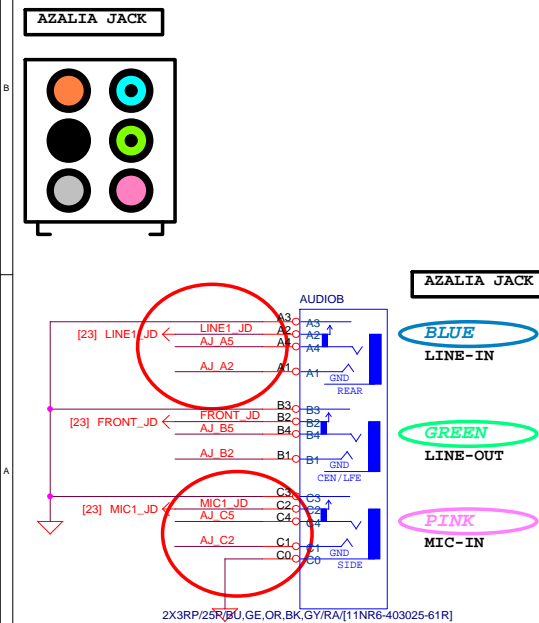 AZALIA JACK
B
AZALIA JACK
AUDIOB
A3
A3
[23] LINE1_JD
LINE1_JD
A2
A2
AJ_A5
A4
A4
BLUE
LINE-IN
AJ_A2
A1
A1
GND
REAR
B3
B3
[23] FRONT_JD
FRONT_JD
B2
B2
AJ_B5
B4
B4
GREEN
LINE-OUT
AJ_B2
B1
B1
GND
CEN/LFE
A
C3
C3
[23] MIC1_JD
MIC1_JD
C2
C2
AJ_C5
C4
C4
PINK
MIC-IN
AJ_C2
C1
C1
GND
C0
C0
SIDE
2X3RP/25P/BU,GE,OR,BK,GY/RA/[11NR6-403025-61R]